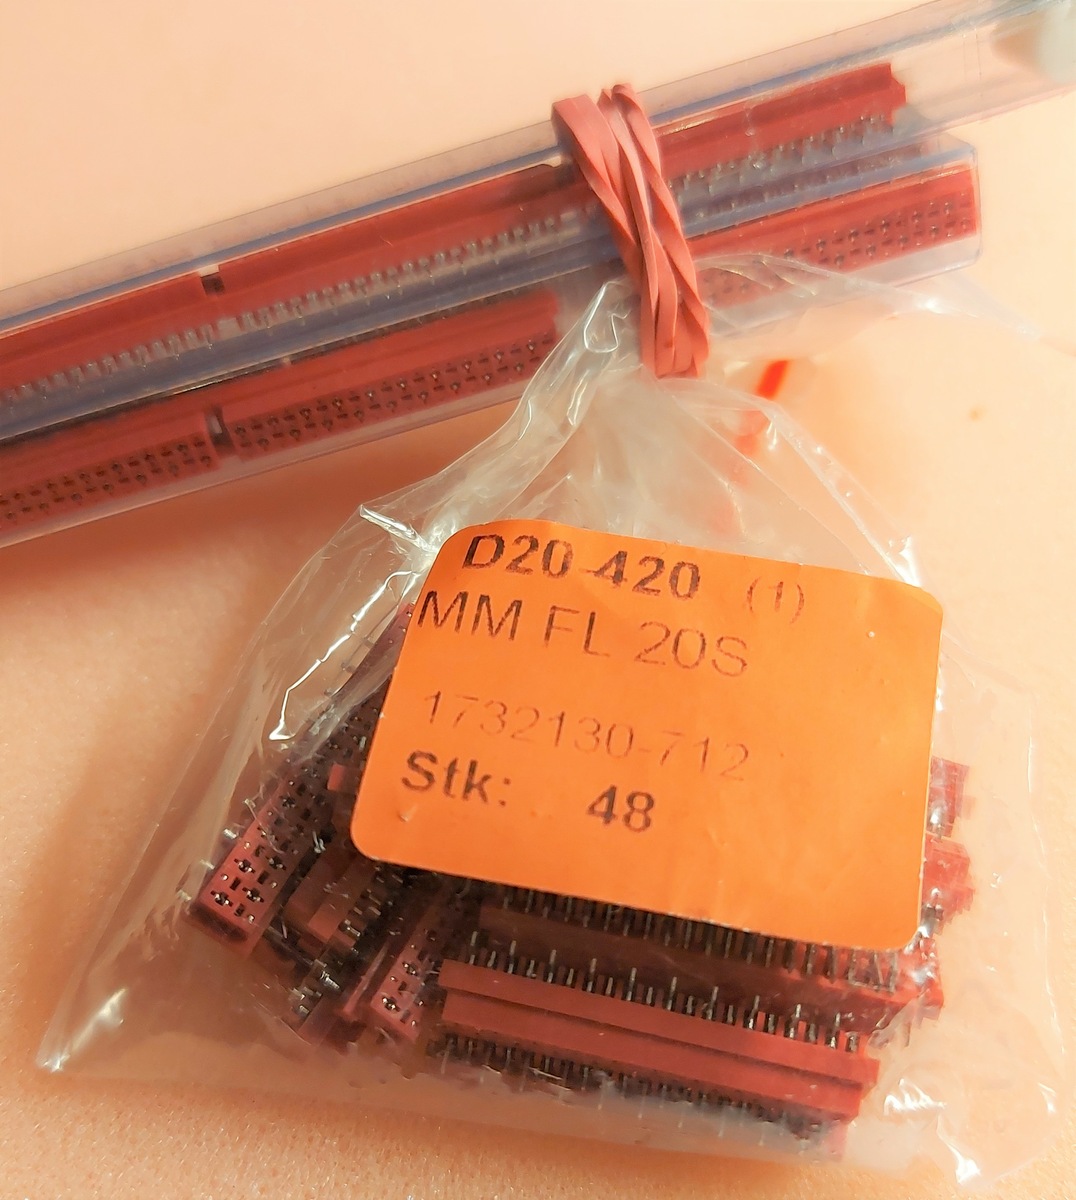 D20-420 (1)
MM FL 20S
1732130-712
Stk: 48